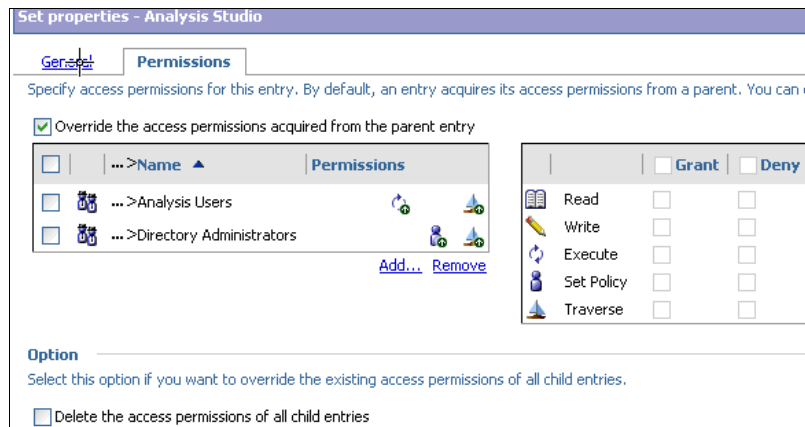 Set properties - Analysis Studio
General Permissions
Specify access permissions for this entry. By default, an entry acquires its access permissions from a parent. You can
Override the access permissions acquired from the parent entry
... >Name Permissions
... >Analysis Users
... >Directory Administrators
Add... Remove
Grant Deny
Read
Write
Execute
Set Policy
Traverse
Option
Select this option if you want to override the existing access permissions of all child entries.
Delete the access permissions of all child entries